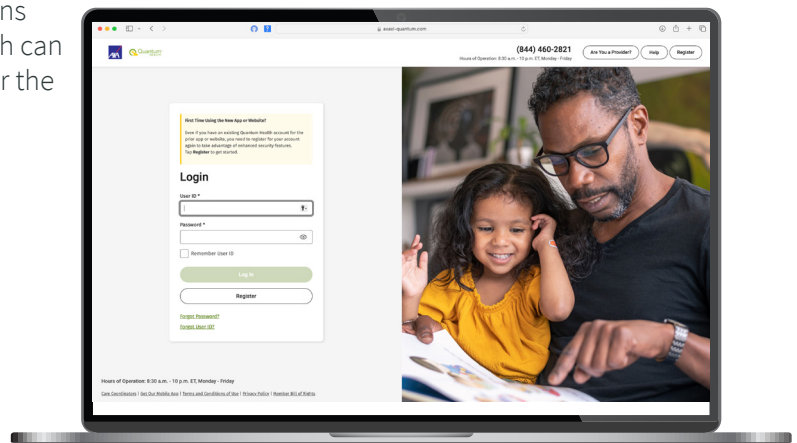 ns
h can
r the
axaxl-quantum.com
AXA
Quantum
HEALTH
(844) 460-2821
Hours of Operation: 8:30 a.m. - 10 p.m. ET, Monday - Friday
Are You a Provider?
Help
Register
First Time Using the New App or Website?
Even if you have an existing Quantum Health account for the
prior app or website, you need to register for your account
again to take advantage of enhanced security features.
Tap Register to get started.
Login
User ID *
Password *
Remember User ID
Log In
Register
Forgot Password?
Forgot User ID?
Hours of Operation: 8:30 a.m. - 10 p.m. ET, Monday - Friday
Care Coordinators | Get Our Mobile App | Terms and Conditions of Use | Privacy Policy | Member Bill of Rights